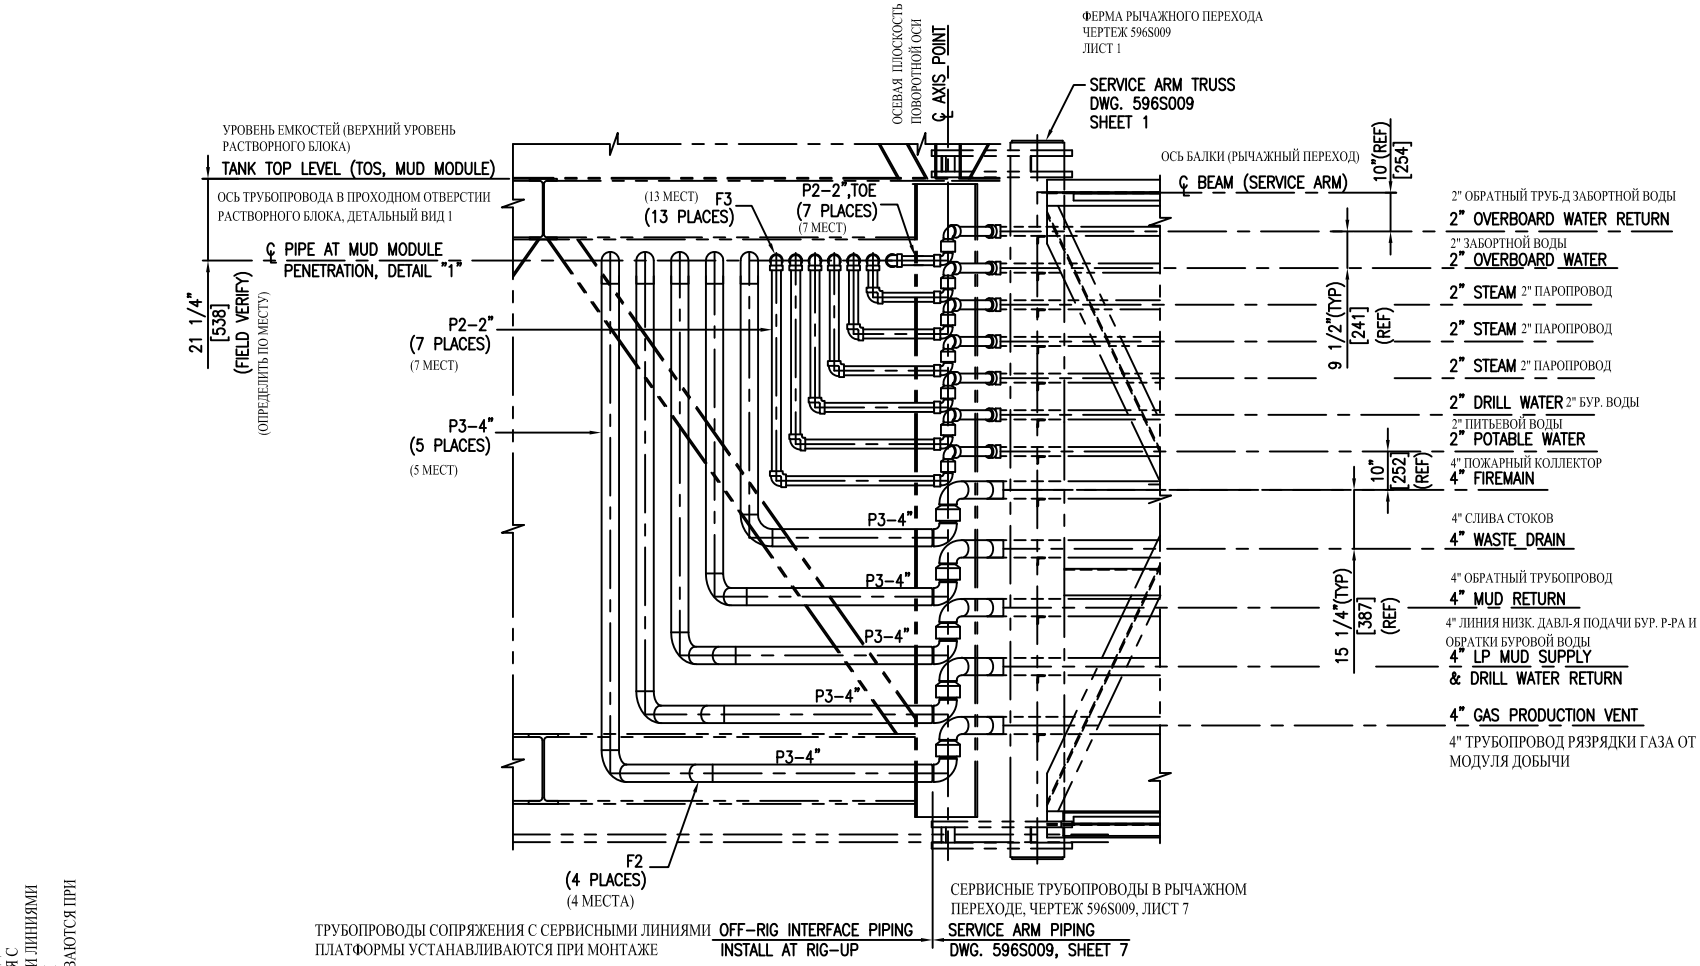 ФЕРМА РЫЧАЖНОГО ПЕРЕХОДА
ЧЕРТЕЖ 596S009
ЛИСТ 1
SERVICE ARM TRUSS
DWG. 596S009
SHEET 1
ОСЕВАЯ ПЛОСКОСТЬ
ПОВОРОТНОЙ ОСИ
℄ AXIS POINT
УРОВЕНЬ ЕМКОСТЕЙ (ВЕРХНИЙ УРОВЕНЬ
РАСТВОРНОГО БЛОКА)
TANK TOP LEVEL (TOS, MUD MODULE)
ОСЬ ТРУБОПРОВОДА В ПРОХОДНОМ ОТВЕРСТИИ
РАСТВОРНОГО БЛОКА, ДЕТАЛЬНЫЙ ВИД 1
℄ PIPE AT MUD MODULE
PENETRATION, DETAIL "1"
21 1/4"
[538]
(FIELD VERIFY)
(ОПРЕДЕЛИТЬ ПО МЕСТУ)
(13 МЕСТ) F3
(13 PLACES)
P2-2",TOE
(7 PLACES)
(7 МЕСТ)
P2-2"
(7 PLACES)
(7 МЕСТ)
P3-4"
(5 PLACES)
(5 МЕСТ)
P3-4"
P3-4"
P3-4"
P3-4"
P3-4"
F2
(4 PLACES)
(4 МЕСТА)
ОСЬ БАЛКИ (РЫЧАЖНЫЙ ПЕРЕХОД)
℄ BEAM (SERVICE ARM)
10"(REF)
[254]
9 1/2"(TYP)
[241]
(REF)
10"
[252]
(REF)
15 1/4"(TYP)
[387]
(REF)
2" ОБРАТНЫЙ ТРУБ-Д ЗАБОРТНОЙ ВОДЫ
2" OVERBOARD WATER RETURN
2" ЗАБОРТНОЙ ВОДЫ
2" OVERBOARD WATER
2" STEAM 2" ПАРОПРОВОД
2" STEAM 2" ПАРОПРОВОД
2" STEAM 2" ПАРОПРОВОД
2" DRILL WATER 2" БУР. ВОДЫ
2" ПИТЬЕВОЙ ВОДЫ
2" POTABLE WATER
4" ПОЖАРНЫЙ КОЛЛЕКТОР
4" FIREMAIN
4" СЛИВА СТОКОВ
4" WASTE DRAIN
4" ОБРАТНЫЙ ТРУБОПРОВОД
4" MUD RETURN
4" ЛИНИЯ НИЗК. ДАВЛ-Я ПОДАЧИ БУР. Р-РА И
ОБРАТКИ БУРОВОЙ ВОДЫ
4" LP MUD SUPPLY
& DRILL WATER RETURN
4" GAS PRODUCTION VENT
4" ТРУБОПРОВОД РЯЗРЯДКИ ГАЗА ОТ
МОДУЛЯ ДОБЫЧИ
СЕРВИСНЫЕ ТРУБОПРОВОДЫ В РЫЧАЖНОМ
ПЕРЕХОДЕ, ЧЕРТЕЖ 596S009, ЛИСТ 7
ТРУБОПРОВОДЫ СОПРЯЖЕНИЯ С СЕРВИСНЫМИ ЛИНИЯМИ
ПЛАТФОРМЫ УСТАНАВЛИВАЮТСЯ ПРИ МОНТАЖЕ
OFF-RIG INTERFACE PIPING
INSTALL AT RIG-UP
SERVICE ARM PIPING
DWG. 596S009, SHEET 7
ЛИНИЯМИ
ПРИ